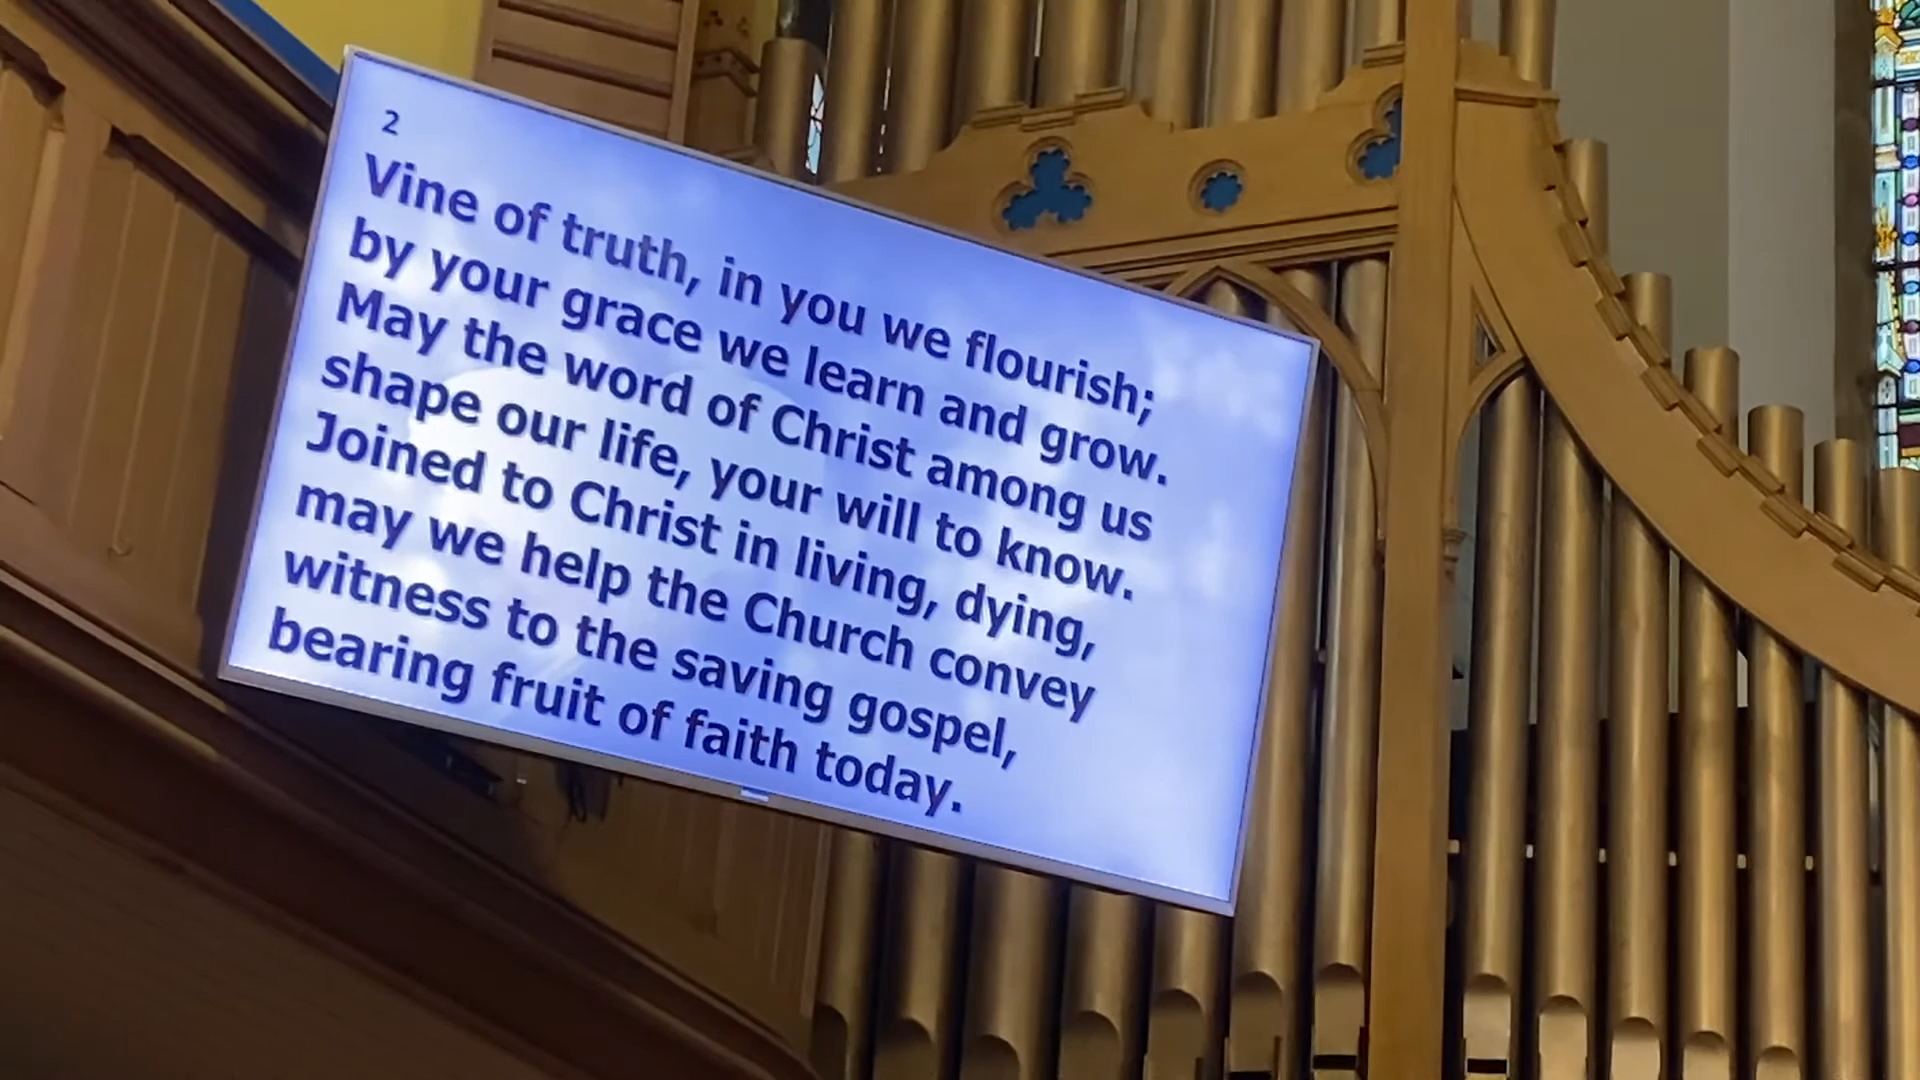 2
Vine of truth, in you we flourish;
by your grace we learn and grow.
May the word of Christ among us
shape our life, your will to know.
Joined to Christ in living, dying,
may we help the Church convey
witness to the saving gospel,
bearing fruit of faith today.